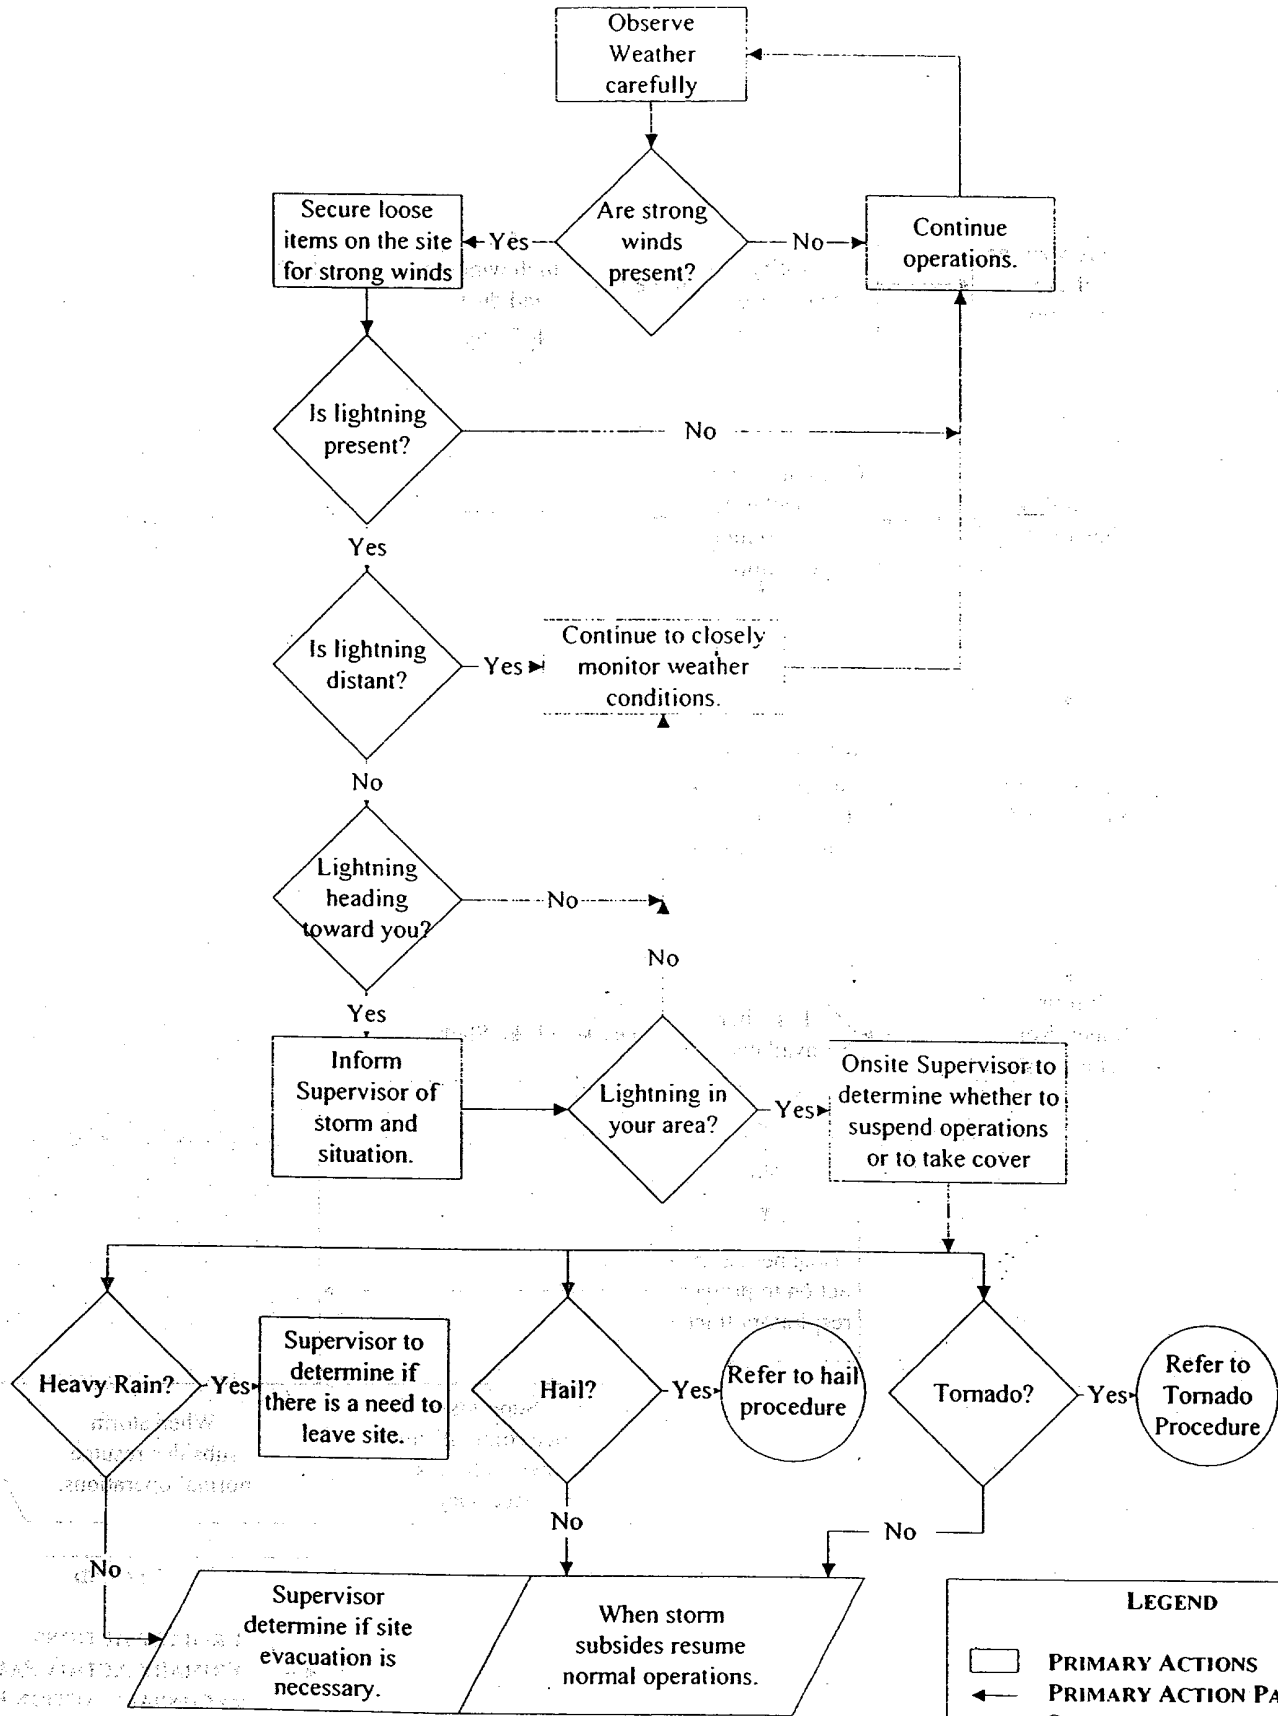 Observe
Weather
carefully
Secure loose
items on the site
for strong winds
Yes
Are strong
winds
present?
No
Continue
operations.
Is lightning
present?
No
Yes
Is lightning
distant?
Yes
Continue to closely
monitor weather
conditions.
No
Lightning
heading
toward you?
No
No
Yes
Inform
Supervisor of
storm and
situation.
Lightning in
your area?
Yes
Onsite Supervisor to
determine whether to
suspend operations
or to take cover
Heavy Rain?
Yes
Supervisor to
determine if
there is a need to
leave site.
Hail?
Yes
Refer to hail
procedure
Tornado?
Yes
Refer to
Tornado
Procedure
No
No
No
Supervisor
determine if site
evacuation is
necessary.
When storm
subsides resume
normal operations.
LEGEND
PRIMARY ACTIONS
PRIMARY ACTION PA